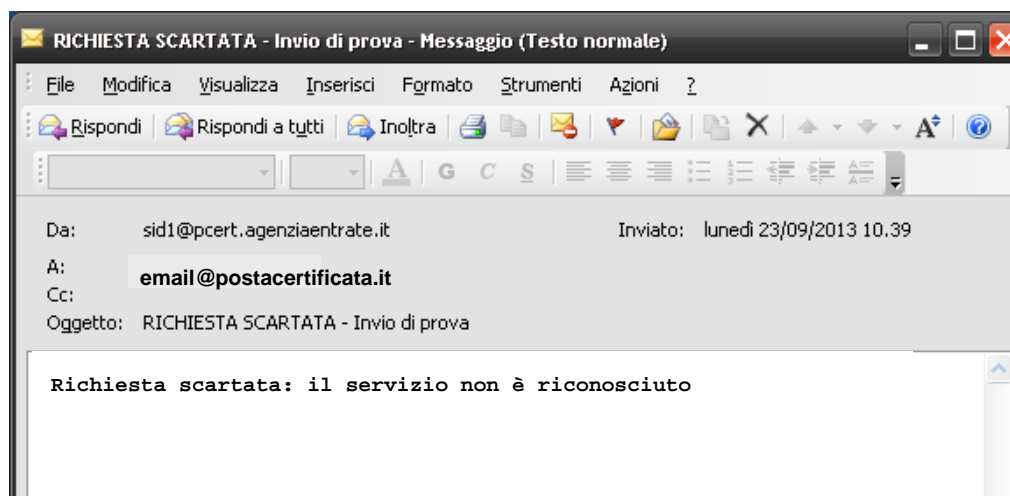 RICHIESTA SCARTATA - Invio di prova - Messaggio (Testo normale)
File Modifica Visualizza Inserisci Formato Strumenti Azioni ?
Rispondi Rispondi a tutti Inoltra
A G C S
Da: sid1@pcert.agenziaentrate.it Inviato: lunedì 23/09/2013 10.39
A: email@postacertificata.it
Cc:
Oggetto: RICHIESTA SCARTATA - Invio di prova
Richiesta scartata: il servizio non è riconosciuto